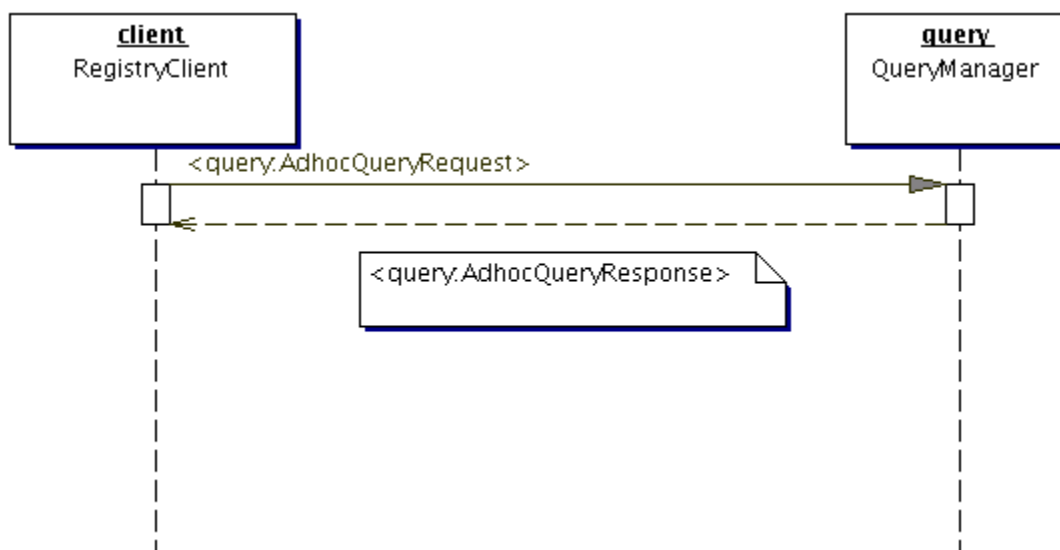 client
RegistryClient
query
QueryManager
<query:AdhocQueryRequest>
<query:AdhocQueryResponse>